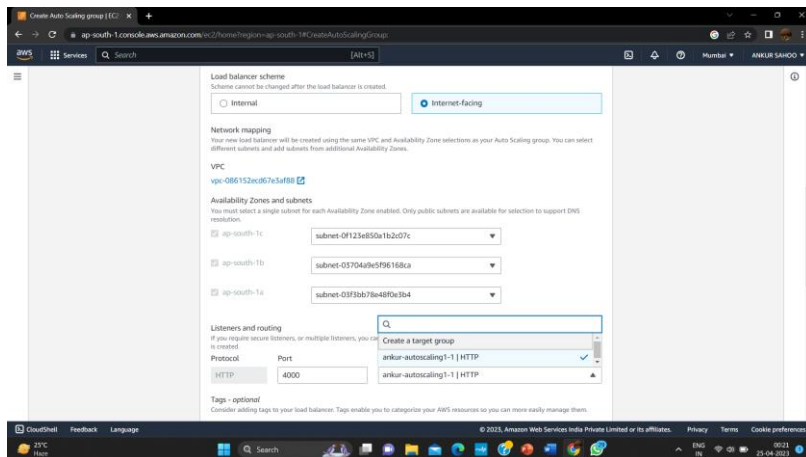 Create Auto Scaling group | EC2
ap-south-1.console.aws.amazon.com/ec2/home?region=ap-south-1#CreateAutoScalingGroup:
aws Services Search [Alt+S] Mumbai ANKUR SAHOO
Load balancer scheme
Scheme cannot be changed after the load balancer is created.
Internal Internet-facing
Network mapping
Your new load balancer will be created using the same VPC and Availability Zone selections as your Auto Scaling group. You can select
different subnets and add subnets from additional Availability Zones.
VPC
vpc-086152ecd67e3af88
Availability Zones and subnets
You must select a single subnet for each Availability Zone enabled. Only public subnets are available for selection to support DNS
resolution.
ap-south-1c subnet-0f123e850a1b2c07c
ap-south-1b subnet-03704a9e5f96168ca
ap-south-1a subnet-03f3bb78e48f0e3b4
Listeners and routing
If you require secure listeners, or multiple listeners, you can
is created
Create a target group
ankur-autoscaling1-1 | HTTP
Protocol Port
HTTP 4000 ankur-autoscaling1-1 | HTTP
Tags - optional
Consider adding tags to your load balancer. Tags enable you to categorize your AWS resources so you can more easily manage them.
CloudShell Feedback Language © 2023, Amazon Web Services India Private Limited or its affiliates. Privacy Terms Cookie preferences
25°C
Haze
Search
ENG
IN
00:21
25-04-2023